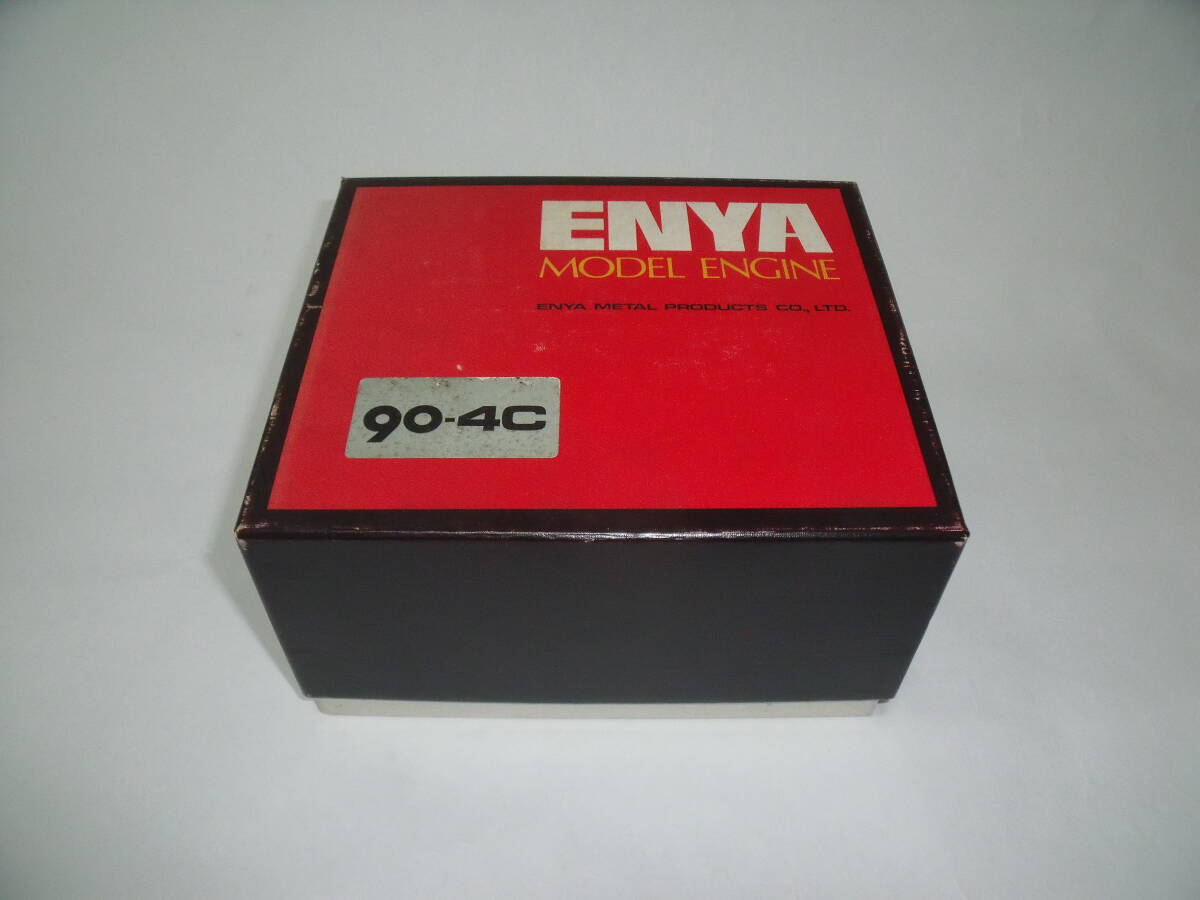 ENYA
MODEL ENGINE
ENYA METAL PRODUCTS CO., LTD.
90-4C